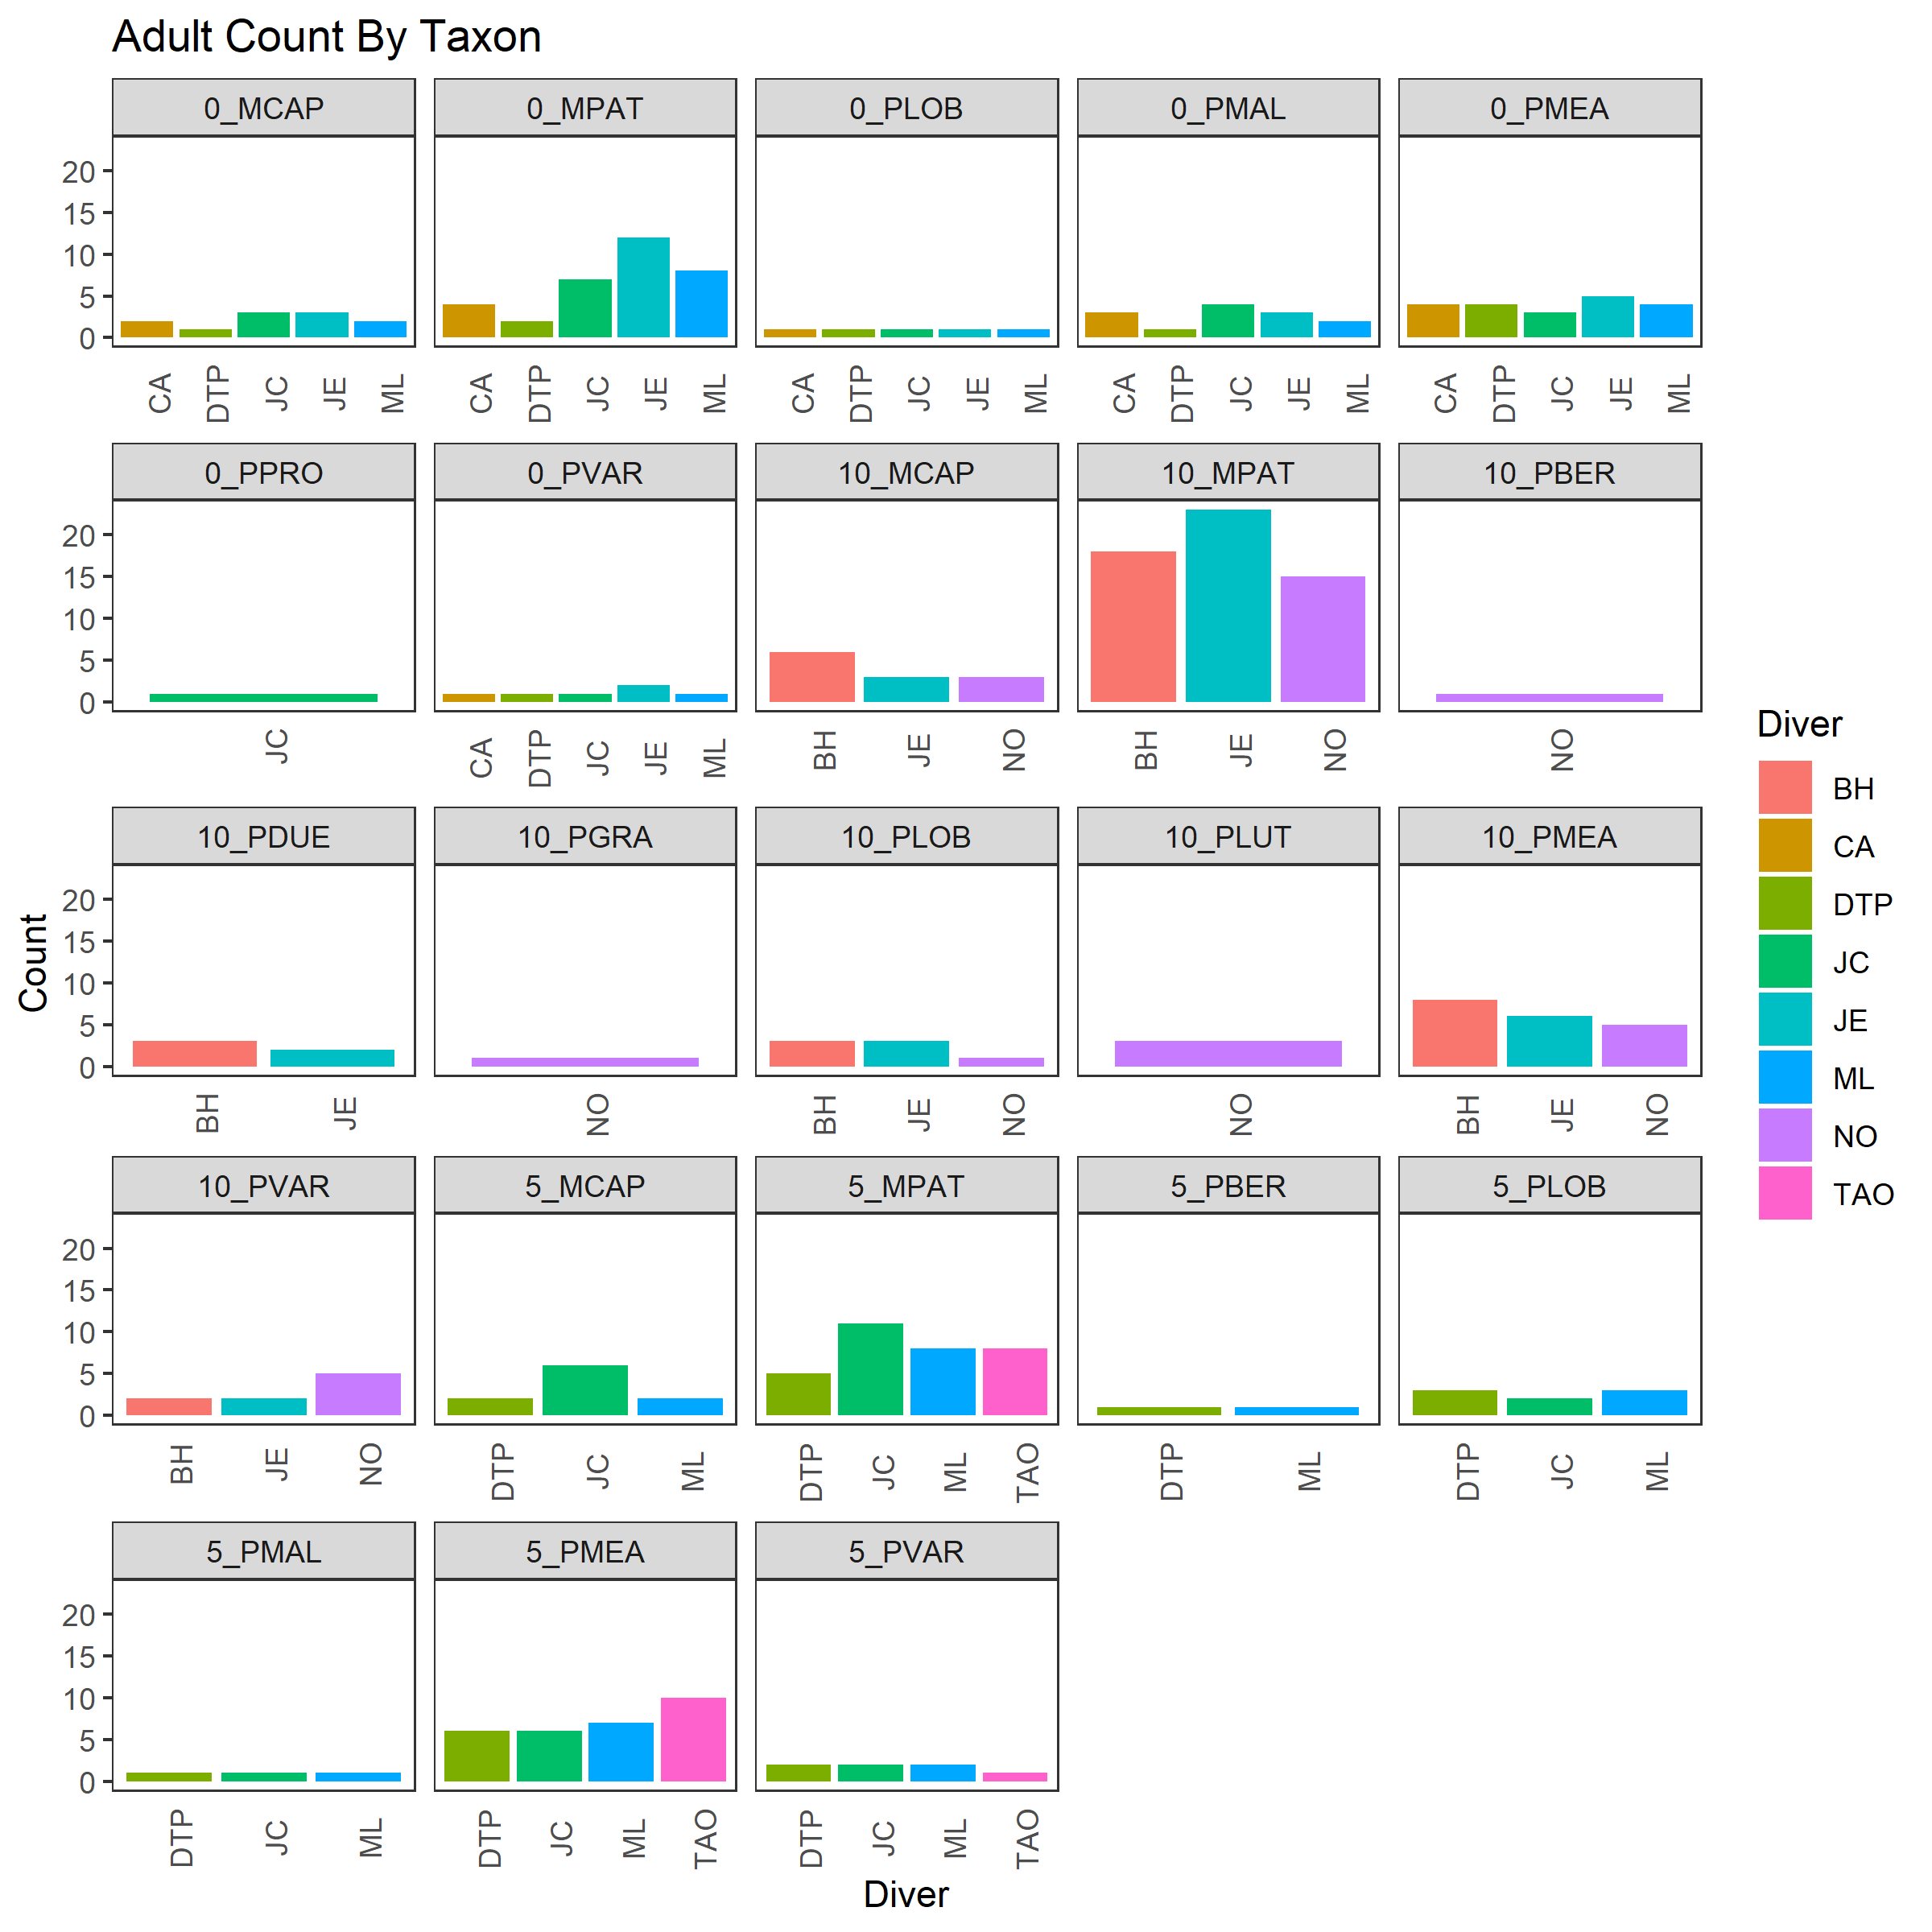 Adult Count By Taxon
0_MCAP 0_MPAT 0_PLOB 0_PMAL 0_PMEA
20
15
10
5
0
CA DTP JC JE ML CA DTP JC JE ML CA DTP JC JE ML CA DTP JC JE ML CA DTP JC JE ML
0_PPRO 0_PVAR 10_MCAP 10_MPAT 10_PBER
20
15
10
5
0
JC CA DTP JC JE ML BH JE NO BH JE NO NO
10_PDUE 10_PGRA 10_PLOB 10_PLUT 10_PMEA
20
15
10
5
0
BH JE NO BH JE NO NO BH JE NO
10_PVAR 5_MCAP 5_MPAT 5_PBER 5_PLOB
20
15
10
5
0
BH JE NO DTP JC ML DTP JC ML TAO DTP ML DTP JC ML
5_PMAL 5_PMEA 5_PVAR
20
15
10
5
0
DTP JC ML DTP JC ML TAO DTP JC ML TAO
Count
Diver
Diver
BH
CA
DTP
JC
JE
ML
NO
TAO